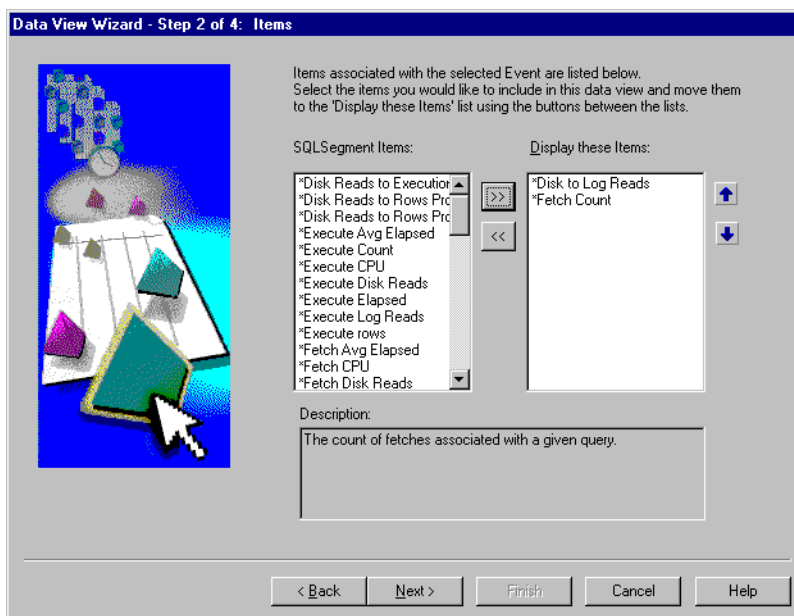 Data View Wizard - Step 2 of 4: Items
Items associated with the selected Event are listed below.
Select the items you would like to include in this data view and move them
to the 'Display these Items' list using the buttons between the lists.
SQLSegment Items:
Display these Items:
*Disk Reads to Execution
*Disk Reads to Rows Prc
*Disk Reads to Rows Prc
*Execute Avg Elapsed
*Execute Count
*Execute CPU
*Execute Disk Reads
*Execute Elapsed
*Execute Log Reads
*Execute rows
*Fetch Avg Elapsed
*Fetch CPU
*Fetch Disk Reads
>>
<<
*Disk to Log Reads
*Fetch Count
Description:
The count of fetches associated with a given query.
< Back
Next >
Finish
Cancel
Help